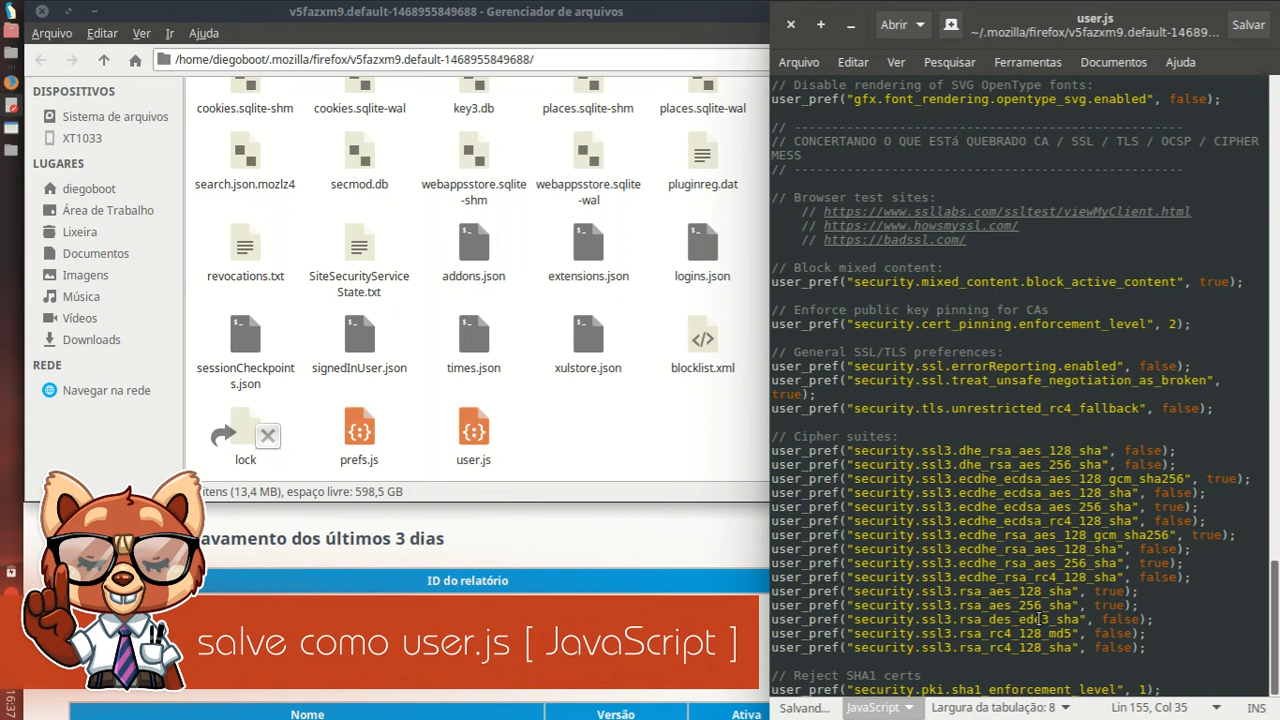 v5fazxm9.default-1468955849688 - Gerenciador de arquivos
Arquivo Editar Ver Ir Ajuda
/home/diegoboot/.mozilla/firefox/v5fazxm9.default-1468955849688/
DISPOSITIVOS
Sistema de arquivos
XT1033
LUGARES
diegoboot
Área de Trabalho
Lixeira
Documentos
Imagens
Música
Vídeos
Downloads
REDE
Navegar na rede
cookies.sqlite-shm cookies.sqlite-wal key3.db places.sqlite-shm places.sqlite-wal
search.json.mozlz4 secmod.db webappsstore.sqlite webappsstore.sqlite pluginreg.dat
-shm -wal
revocations.txt SiteSecurityService addons.json extensions.json logins.json
State.txt
sessionCheckpoint signedInUser.json times.json xulstore.json blocklist.xml
s.json
lock prefs.js user.js
itens (13,4 MB), espaço livre: 598,5 GB
avamento dos últimos 3 dias
ID do relatório
salve como user.js [ JavaScript ]
Nome Versão Ativa
16:37
Abrir
user.js
~/.mozilla/firefox/v5fazxm9.default-1468955849688...
Salvar
Arquivo Editar Ver Pesquisar Ferramentas Documentos Ajuda
// Disable rendering of SVG OpenType fonts:
user_pref("gfx.font_rendering.opentype_svg.enabled", false);
// ----------------------------------------------------
// CONCERTANDO O QUE ESTá QUEBRADO CA / SSL / TLS / OCSP / CIPHER
MESS
// ----------------------------------------------------
// Browser test sites:
// https://www.ssllabs.com/ssltest/viewMyClient.html
// https://www.howsmyssl.com/
// https://badssl.com/
// Block mixed content:
user_pref("security.mixed_content.block_active_content", true);
// Enforce public key pinning for CAs
user_pref("security.cert_pinning.enforcement_level", 2);
// General SSL/TLS preferences:
user_pref("security.ssl.errorReporting.enabled", false);
user_pref("security.ssl.treat_unsafe_negotiation_as_broken",
true);
user_pref("security.tls.unrestricted_rc4_fallback", false);
// Cipher suites:
user_pref("security.ssl3.dhe_rsa_aes_128_sha", false);
user_pref("security.ssl3.dhe_rsa_aes_256_sha", false);
user_pref("security.ssl3.ecdhe_ecdsa_aes_128_gcm_sha256", true);
user_pref("security.ssl3.ecdhe_ecdsa_aes_128_sha", false);
user_pref("security.ssl3.ecdhe_ecdsa_aes_256_sha", true);
user_pref("security.ssl3.ecdhe_ecdsa_rc4_128_sha", false);
user_pref("security.ssl3.ecdhe_rsa_aes_128_gcm_sha256", true);
user_pref("security.ssl3.ecdhe_rsa_aes_128_sha", false);
user_pref("security.ssl3.ecdhe_rsa_aes_256_sha", true);
user_pref("security.ssl3.ecdhe_rsa_rc4_128_sha", false);
user_pref("security.ssl3.rsa_aes_128_sha", true);
user_pref("security.ssl3.rsa_aes_256_sha", true);
user_pref("security.ssl3.rsa_des_ede3_sha", false);
user_pref("security.ssl3.rsa_rc4_128_md5", false);
user_pref("security.ssl3.rsa_rc4_128_sha", false);
// Reject SHA1 certs
user_pref("security.pki.sha1_enforcement_level", 1);
Salvand... JavaScript Largura da tabulação: 8 Lin 155, Col 35 INS